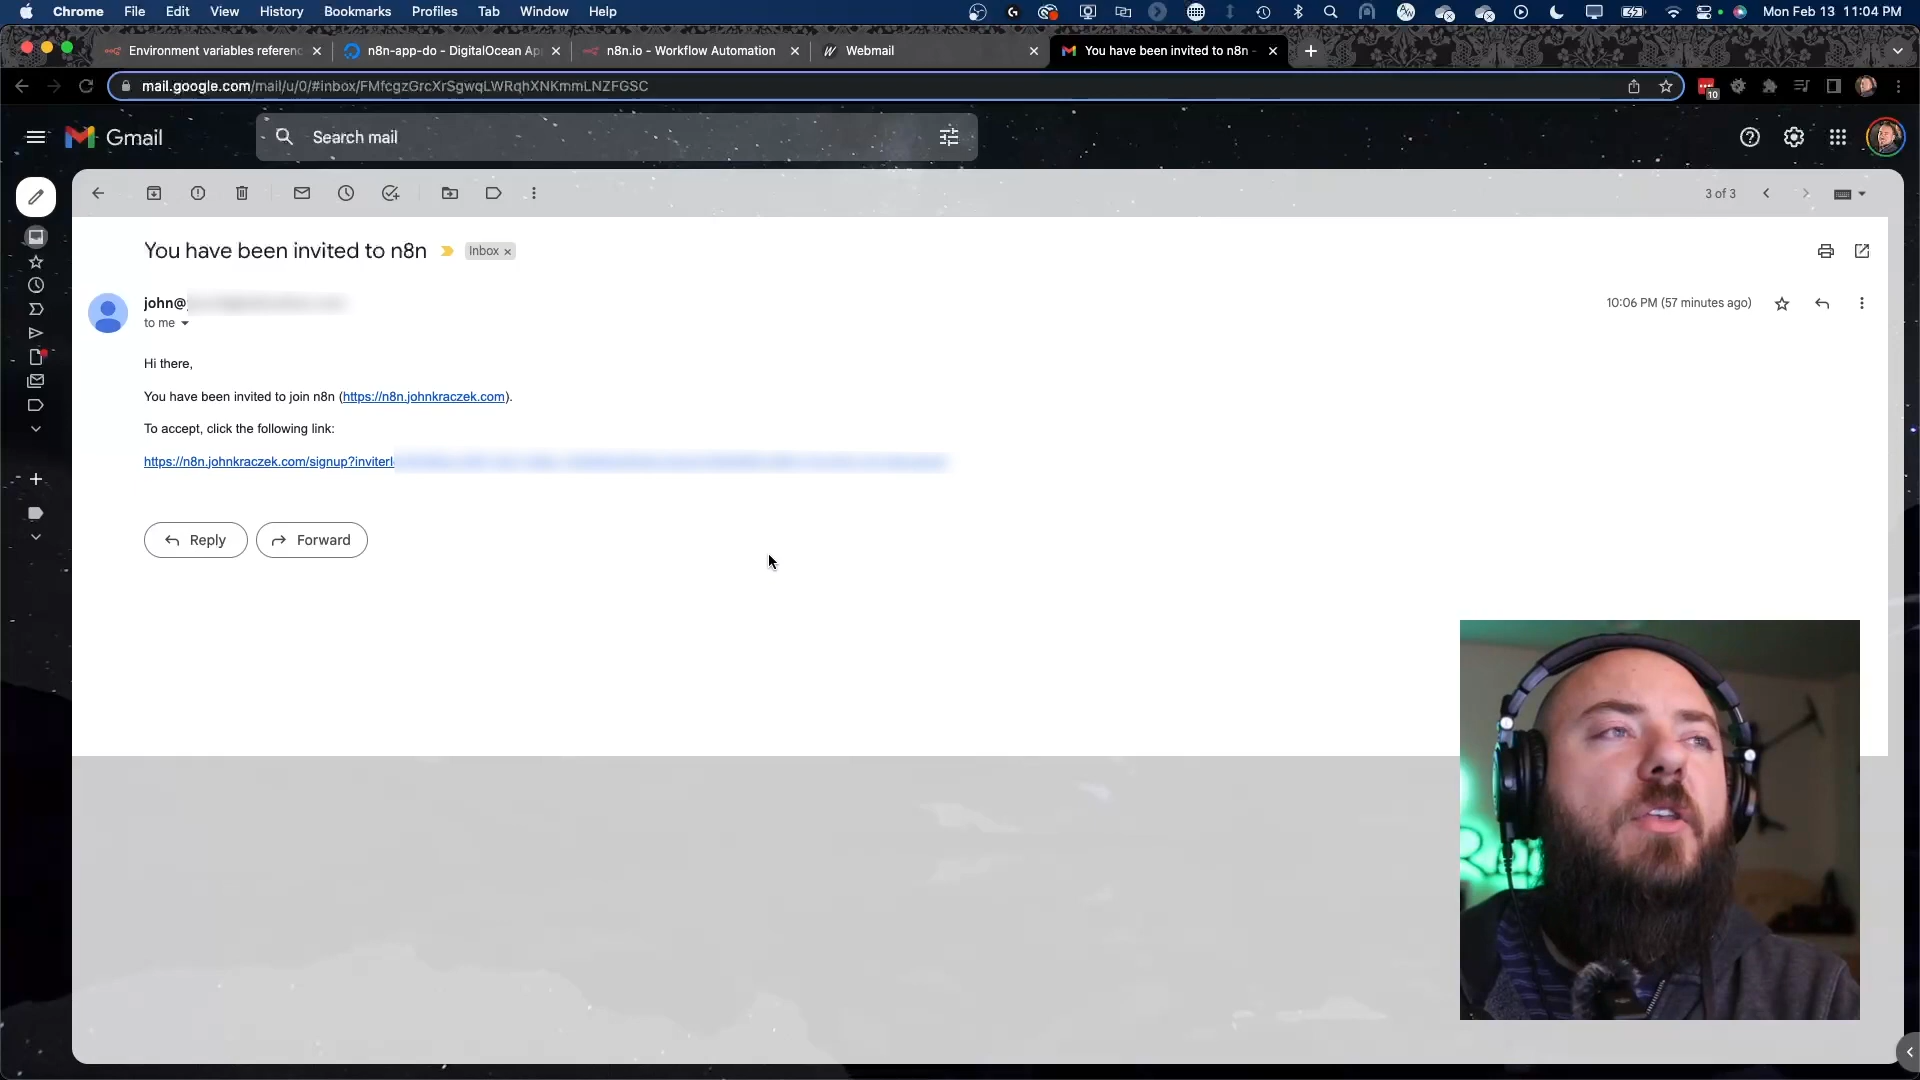 Chrome File Edit View History Bookmarks Profiles Tab Window Help Mon Feb 13 11:04 PM
Environment variables referenc n8n-app-do - DigitalOcean Ap n8n.io - Workflow Automation Webmail You have been invited to n8n -
mail.google.com/mail/u/0/#inbox/FMfcgzGrcXrSgwqLWRqhXNKmmLNZFGSC 10
Gmail Search mail
3 of 3
You have been invited to n8n Inbox
john@
10:06 PM (57 minutes ago)
to me
Hi there,
You have been invited to join n8n (https://n8n.johnkraczek.com).
To accept, click the following link:
https://n8n.johnkraczek.com/signup?inviterI
Reply Forward